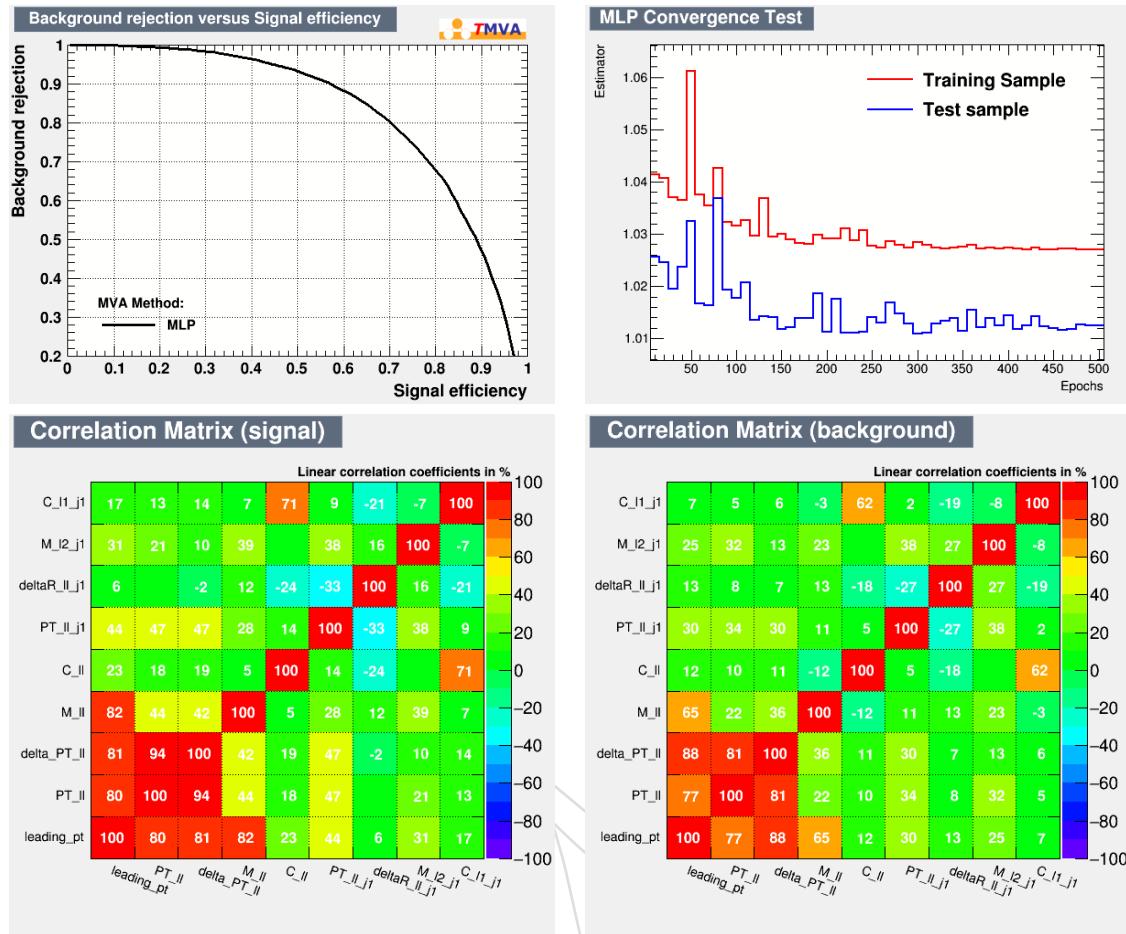 Background rejection versus Signal efficiency
TMVA
Background rejection
1
0.9
0.8
0.7
0.6
0.5
0.4
0.3
0.2
MVA Method:
MLP
0 0.1 0.2 0.3 0.4 0.5 0.6 0.7 0.8 0.9 1
Signal efficiency
MLP Convergence Test
Estimator
1.06
1.05
1.04
1.03
1.02
1.01
Training Sample
Test sample
50 100 150 200 250 300 350 400 450 500
Epochs
Correlation Matrix (signal)
Linear correlation coefficients in %
C_l1_j1 17 13 14 7 71 9 -21 -7 100
M_l2_j1 31 21 10 39 38 16 100 -7
deltaR_ll_j1 6 -2 12 -24 -33 100 16 -21
PT_ll_j1 44 47 47 28 14 100 -33 38 9
C_ll 23 18 19 5 100 14 -24 71
M_ll 82 44 42 100 5 28 12 39 7
delta_PT_ll 81 94 100 42 19 47 -2 10 14
PT_ll 80 100 94 44 18 47 21 13
leading_pt 100 80 81 82 23 44 6 31 17
leading_pt PT_ll delta_PT_ll M_ll C_ll PT_ll_j1 deltaR_ll_j1 M_l2_j1 C_l1_j1
100
80
60
40
20
0
−20
−40
−60
−80
−100
Correlation Matrix (background)
Linear correlation coefficients in %
C_l1_j1 7 5 6 -3 62 2 -19 -8 100
M_l2_j1 25 32 13 23 38 27 100 -8
deltaR_ll_j1 13 8 7 13 -18 -27 100 27 -19
PT_ll_j1 30 34 30 11 5 100 -27 38 2
C_ll 12 10 11 -12 100 5 -18 62
M_ll 65 22 36 100 -12 11 13 23 -3
delta_PT_ll 88 81 100 36 11 30 7 13 6
PT_ll 77 100 81 22 10 34 8 32 5
leading_pt 100 77 88 65 12 30 13 25 7
leading_pt PT_ll delta_PT_ll M_ll C_ll PT_ll_j1 deltaR_ll_j1 M_l2_j1 C_l1_j1
100
80
60
40
20
0
−20
−40
−60
−80
−100